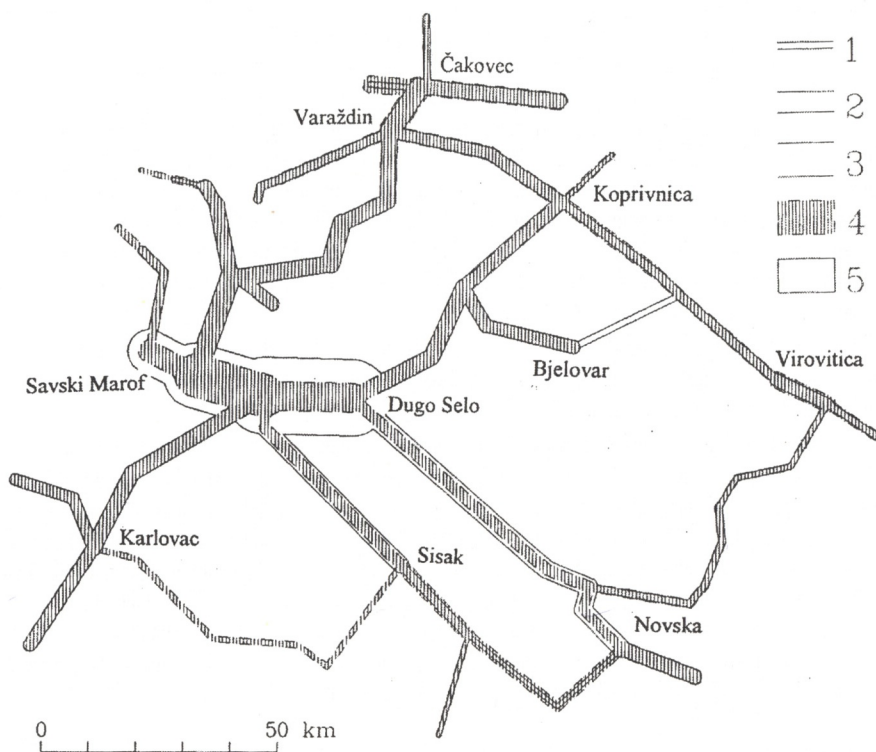 Čakovec
1
Varaždin
2
3
Koprivnica
4
5
Virovitica
Bjelovar
Savski Marof
Dugo Selo
Karlovac
Sisak
Novska
0 50 km